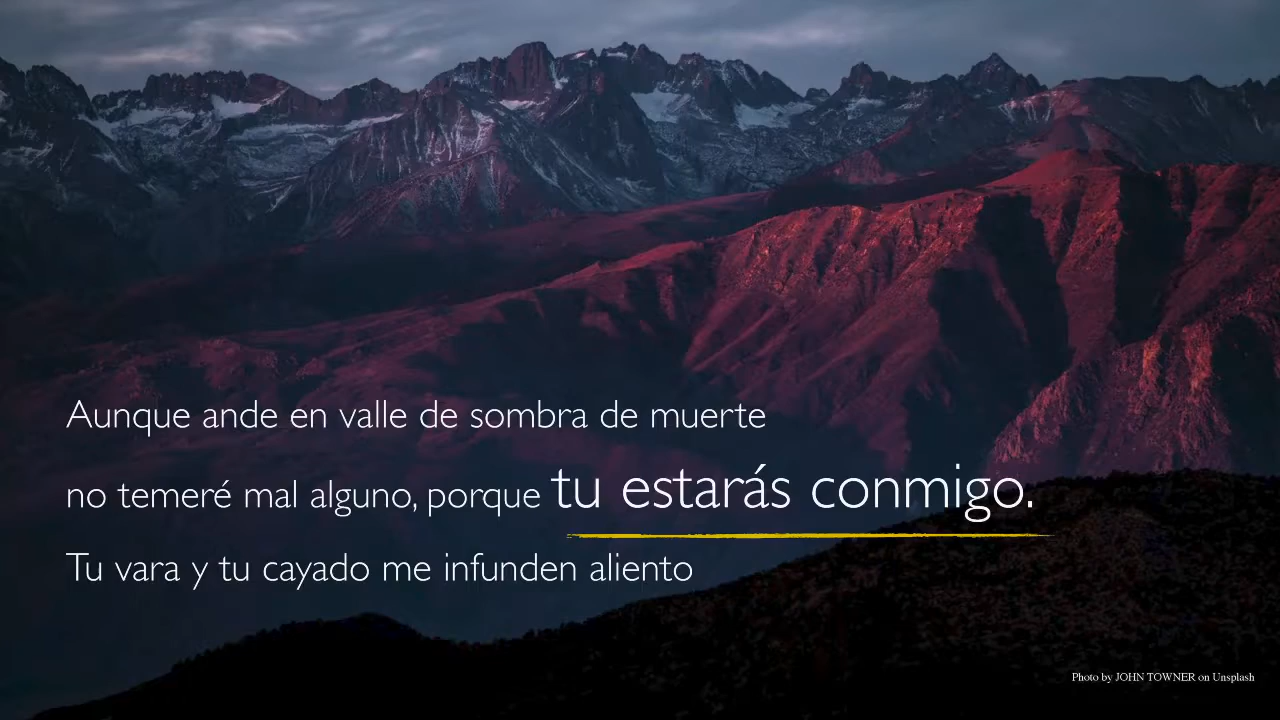 Aunque ande en valle de sombra de muerte
no temeré mal alguno, porque tu estarás conmigo.
Tu vara y tu cayado me infunden aliento
Photo by JOHN TOWNER on Unsplash